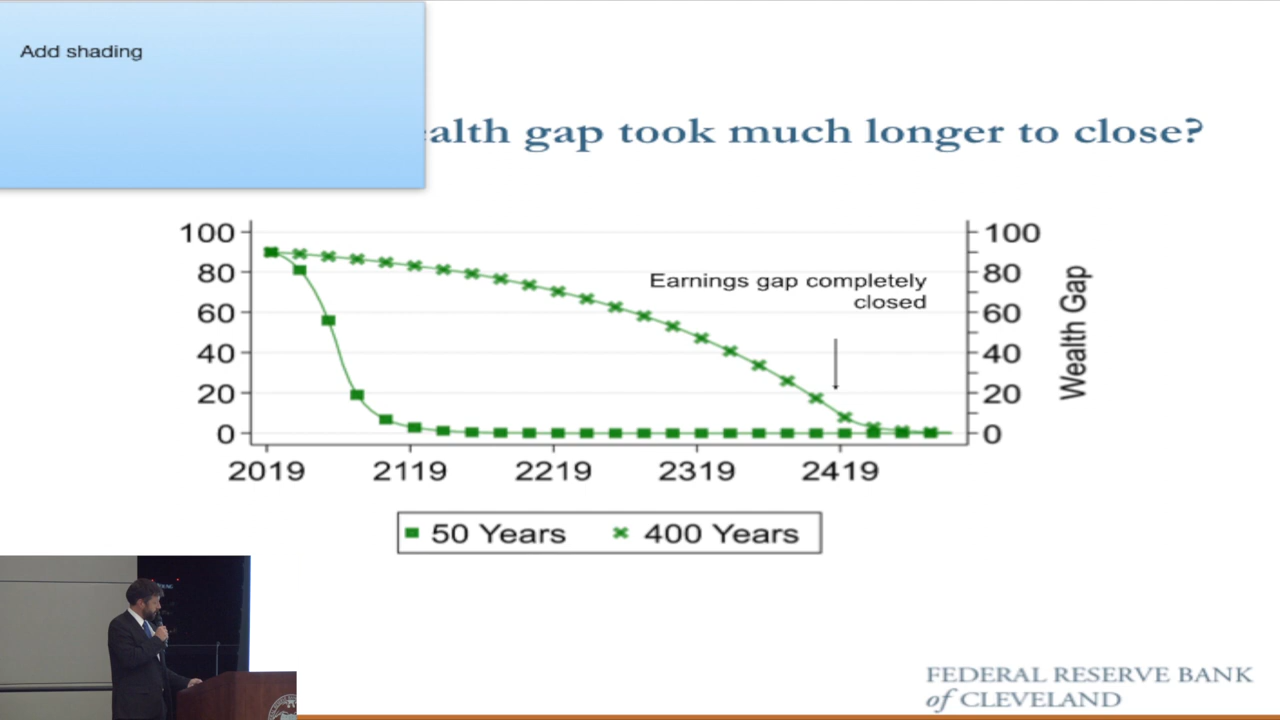 Add shading
ealth gap took much longer to close?
100
80
60
40
20
0
100
80
60
40
20
0
Wealth Gap
Earnings gap completely
closed
2019 2119 2219 2319 2419
50 Years 400 Years
FEDERAL RESERVE BANK
of CLEVELAND